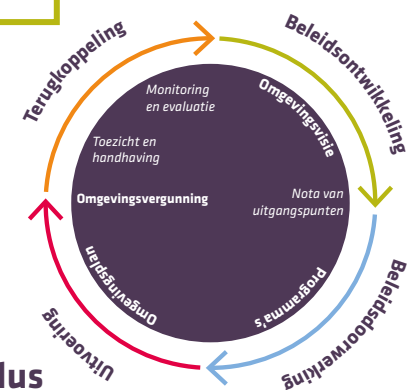 Terugkoppeling
Beleidsontwikkeling
Monitoring
en evaluatie
Omgevingsvisie
Toezicht en
handhaving
Omgevingsvergunning
Nota van
uitgangspunten
Omgevingsplan
Programma's
Uitvoering
Beleidsdoorwerking
lus